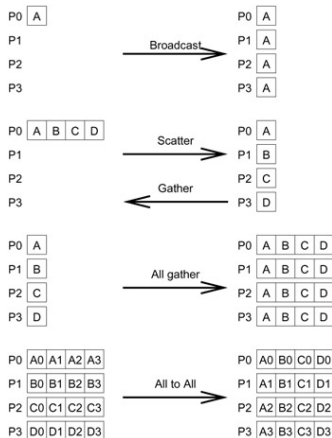 P0 A P0 A
P1 P1 A
Broadcast
P2 P2 A
P3 P3 A
P0 A B C D P0 A
Scatter
P1 P1 B
P2 P2 C
Gather
P3 P3 D
P0 A P0 A B C D
P1 B P1 A B C D
All gather
P2 C P2 A B C D
P3 D P3 A B C D
P0 A0 A1 A2 A3 P0 A0 B0 C0 D0
P1 B0 B1 B2 B3 P1 A1 B1 C1 D1
All to All
P2 C0 C1 C2 C3 P2 A2 B2 C2 D2
P3 D0 D1 D2 D3 P3 A3 B3 C3 D3